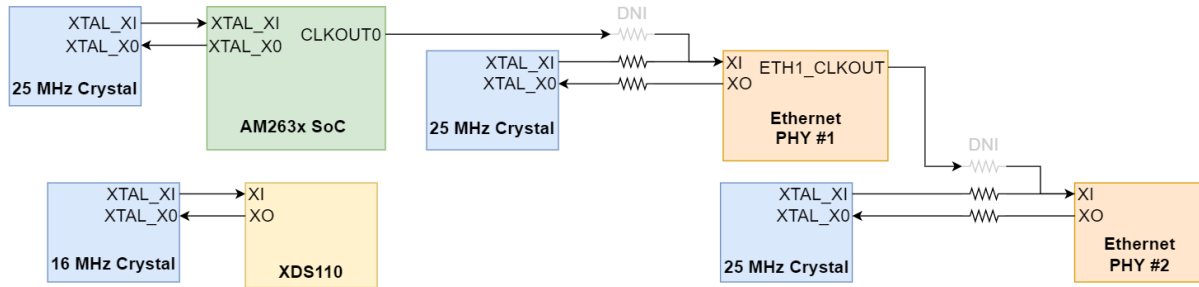 XTAL_XI
XTAL_X0
25 MHz Crystal
XTAL_XI
XTAL_X0
CLKOUT0
AM263x SoC
DNI
XTAL_XI
XTAL_X0
25 MHz Crystal
XI
XO
ETH1_CLKOUT
Ethernet
PHY #1
DNI
XTAL_XI
XTAL_X0
16 MHz Crystal
XI
XO
XDS110
XTAL_XI
XTAL_X0
25 MHz Crystal
XI
XO
Ethernet
PHY #2